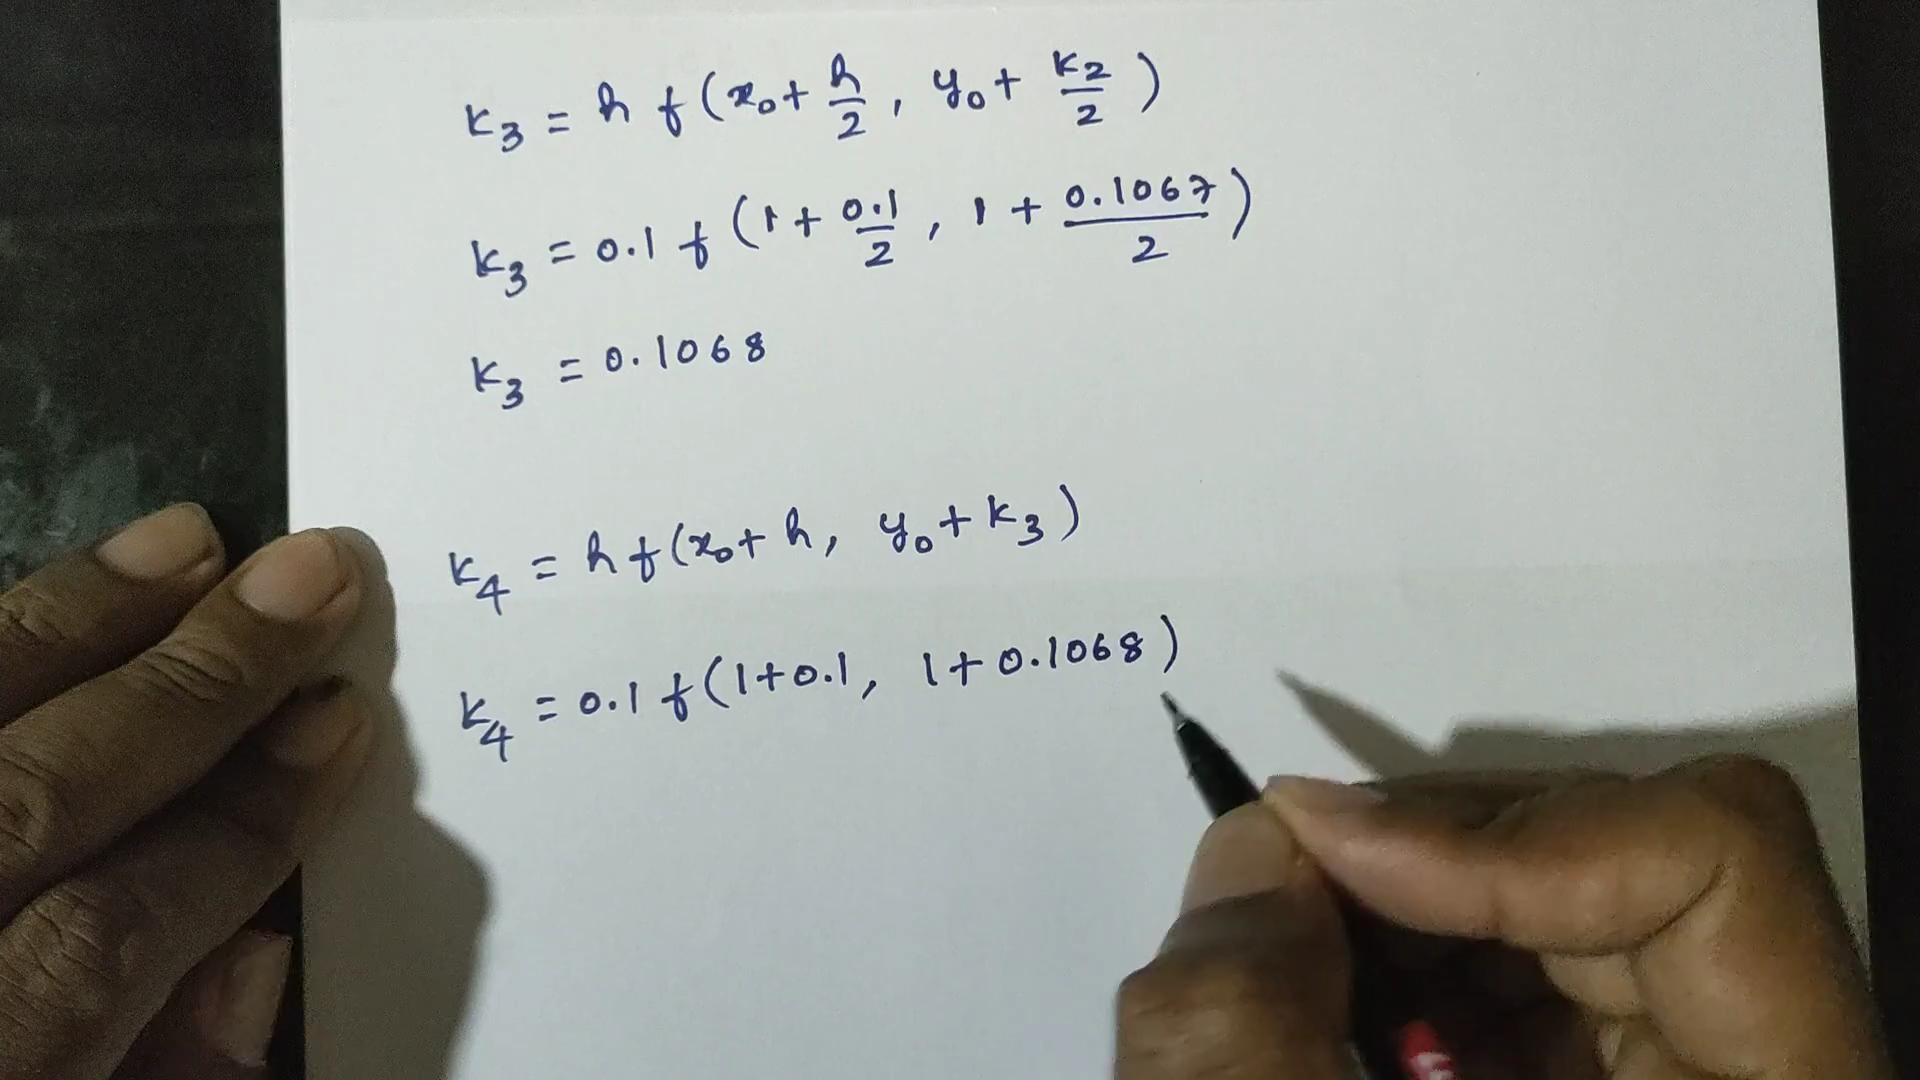 K₃ = h f(x₀ + h/2 , y₀ + K₂/2 )
K₃ = 0.1 f (1 + 0.1/2 , 1 + 0.1067/2 )
K₃ = 0.1068
K₄ = h f(x₀ + h, y₀ + K₃ )
K₄ = 0.1 f(1+0.1, 1+0.1068)